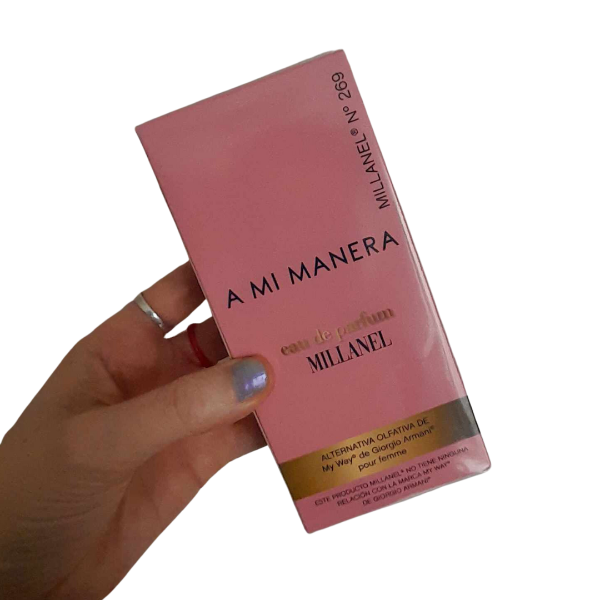 MILLANEL® Nº 269
A MI MANERA
eau de parfum
MILLANEL
ALTERNATIVA OLFATIVA DE
My Way® de Giorgio Armani®
pour femme
ESTE PRODUCTO MILLANEL® NO TIENE NINGUNA
RELACIÓN CON LA MARCA MY WAY®
DE GIORGIO ARMANI®